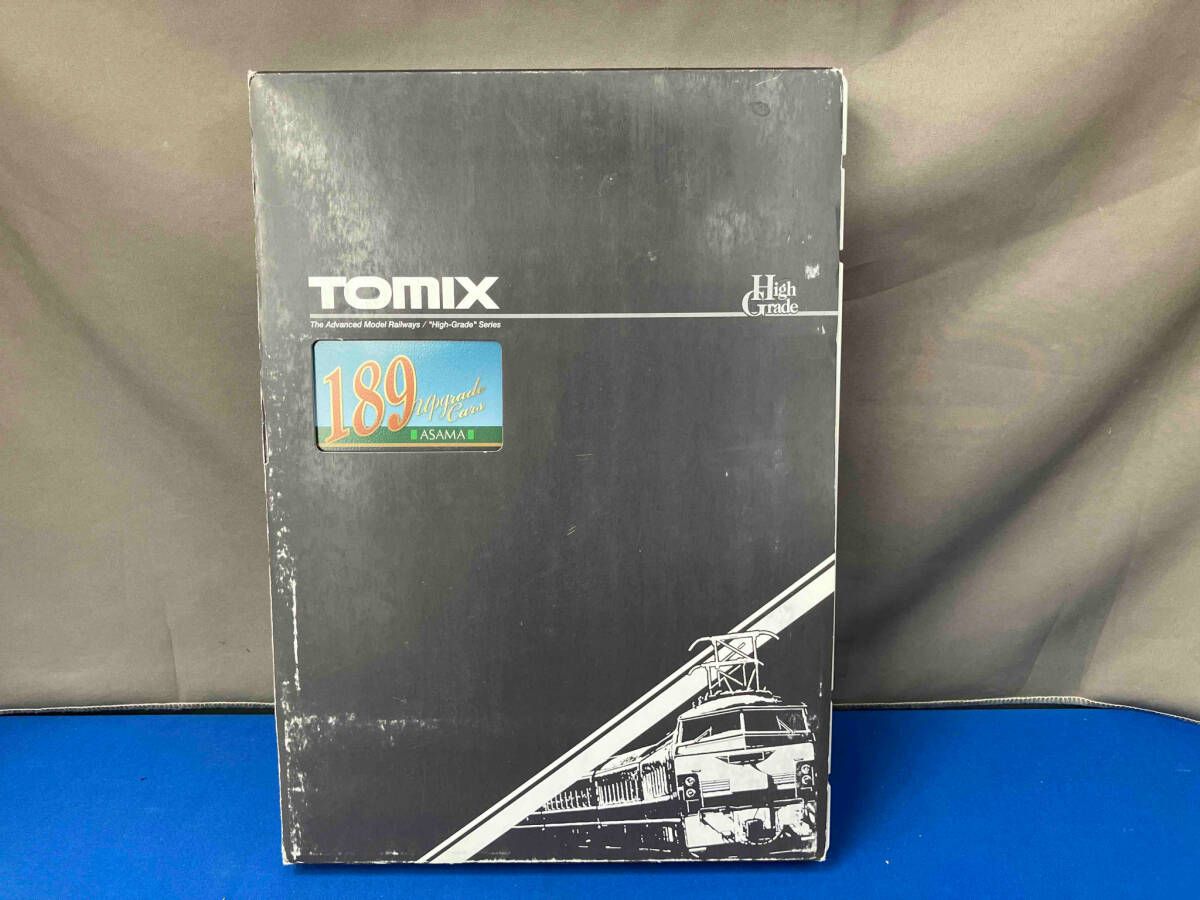 TOMIX
High
Grade
The Advanced Model Railways / "High-Grade" Series
189
Upgrade
Cars
ASAMA